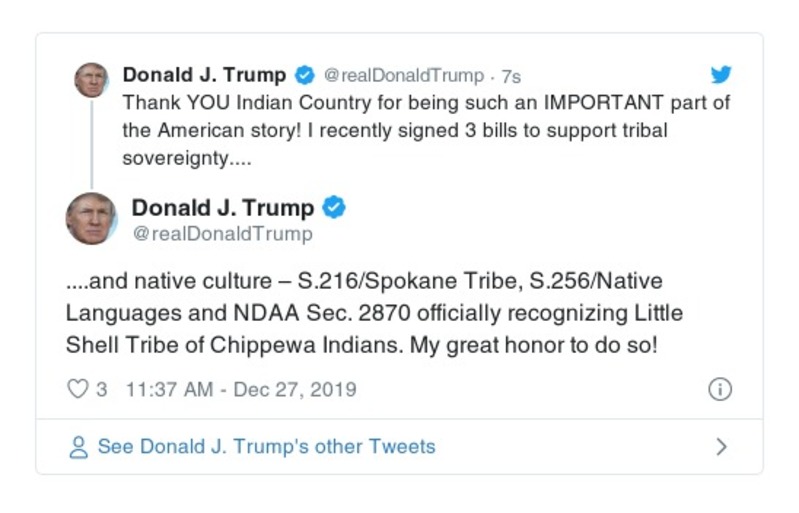 Donald J. Trump @realDonaldTrump · 7s
Thank YOU Indian Country for being such an IMPORTANT part of
the American story! I recently signed 3 bills to support tribal
sovereignty....
Donald J. Trump
@realDonaldTrump
....and native culture – S.216/Spokane Tribe, S.256/Native
Languages and NDAA Sec. 2870 officially recognizing Little
Shell Tribe of Chippewa Indians. My great honor to do so!
3 11:37 AM - Dec 27, 2019
See Donald J. Trump's other Tweets